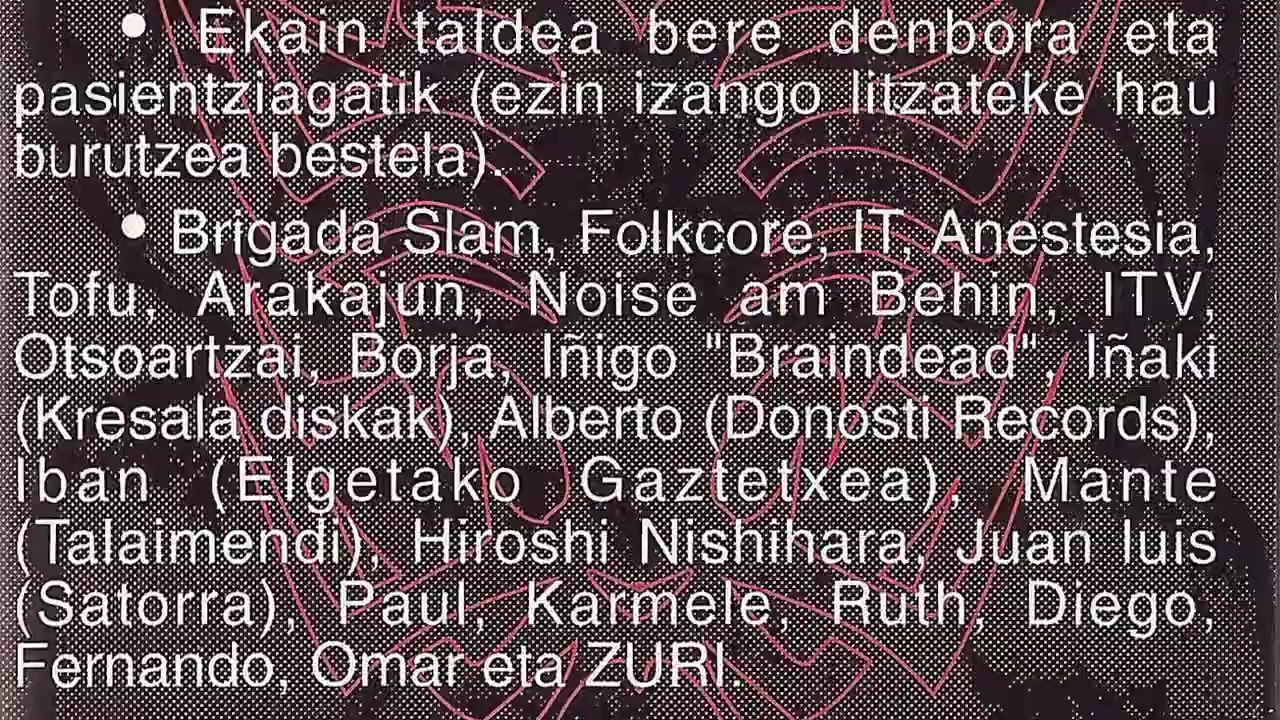 • Ekain taldea bere denbora eta
pasientziagatik (ezin izango litzateke hau
burutzea bestela).
• Brigada Slam, Folkcore, IT, Anestesia,
Tofu, Arakajun, Noise am Behin, ITV,
Otsoartzai, Borja, Iñigo "Braindead", Iñaki
(Kresala diskak), Alberto (Donosti Records),
Iban (Elgetako Gaztetxea), Mante
(Talaimendi), Hiroshi Nishihara, Juan luis
(Satorra), Paul, Karmele, Ruth, Diego,
Fernando, Omar eta ZURI.